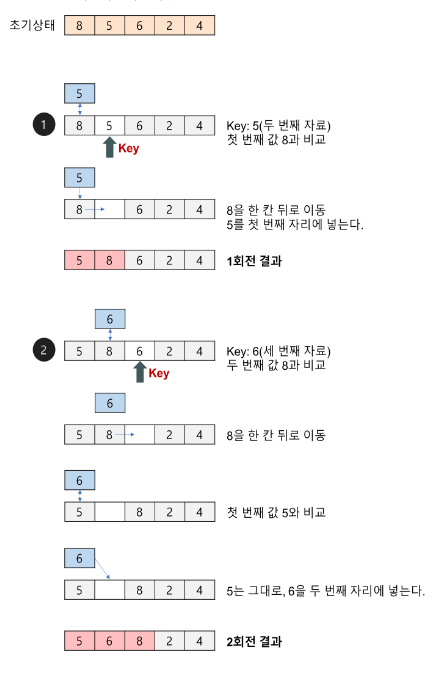 초기상태 8 5 6 2 4
5
1 8 5 6 2 4 Key: 5(두 번째 자료)
첫 번째 값 8과 비교
Key
5
8 6 2 4 8을 한 칸 뒤로 이동
5를 첫 번째 자리에 넣는다.
5 8 6 2 4 1회전 결과
6
2 5 8 6 2 4 Key: 6(세 번째 자료)
두 번째 값 8과 비교
Key
6
5 8 2 4 8을 한 칸 뒤로 이동
6
5 8 2 4 첫 번째 값 5와 비교
6
5 8 2 4 5는 그대로, 6을 두 번째 자리에 넣는다.
5 6 8 2 4 2회전 결과